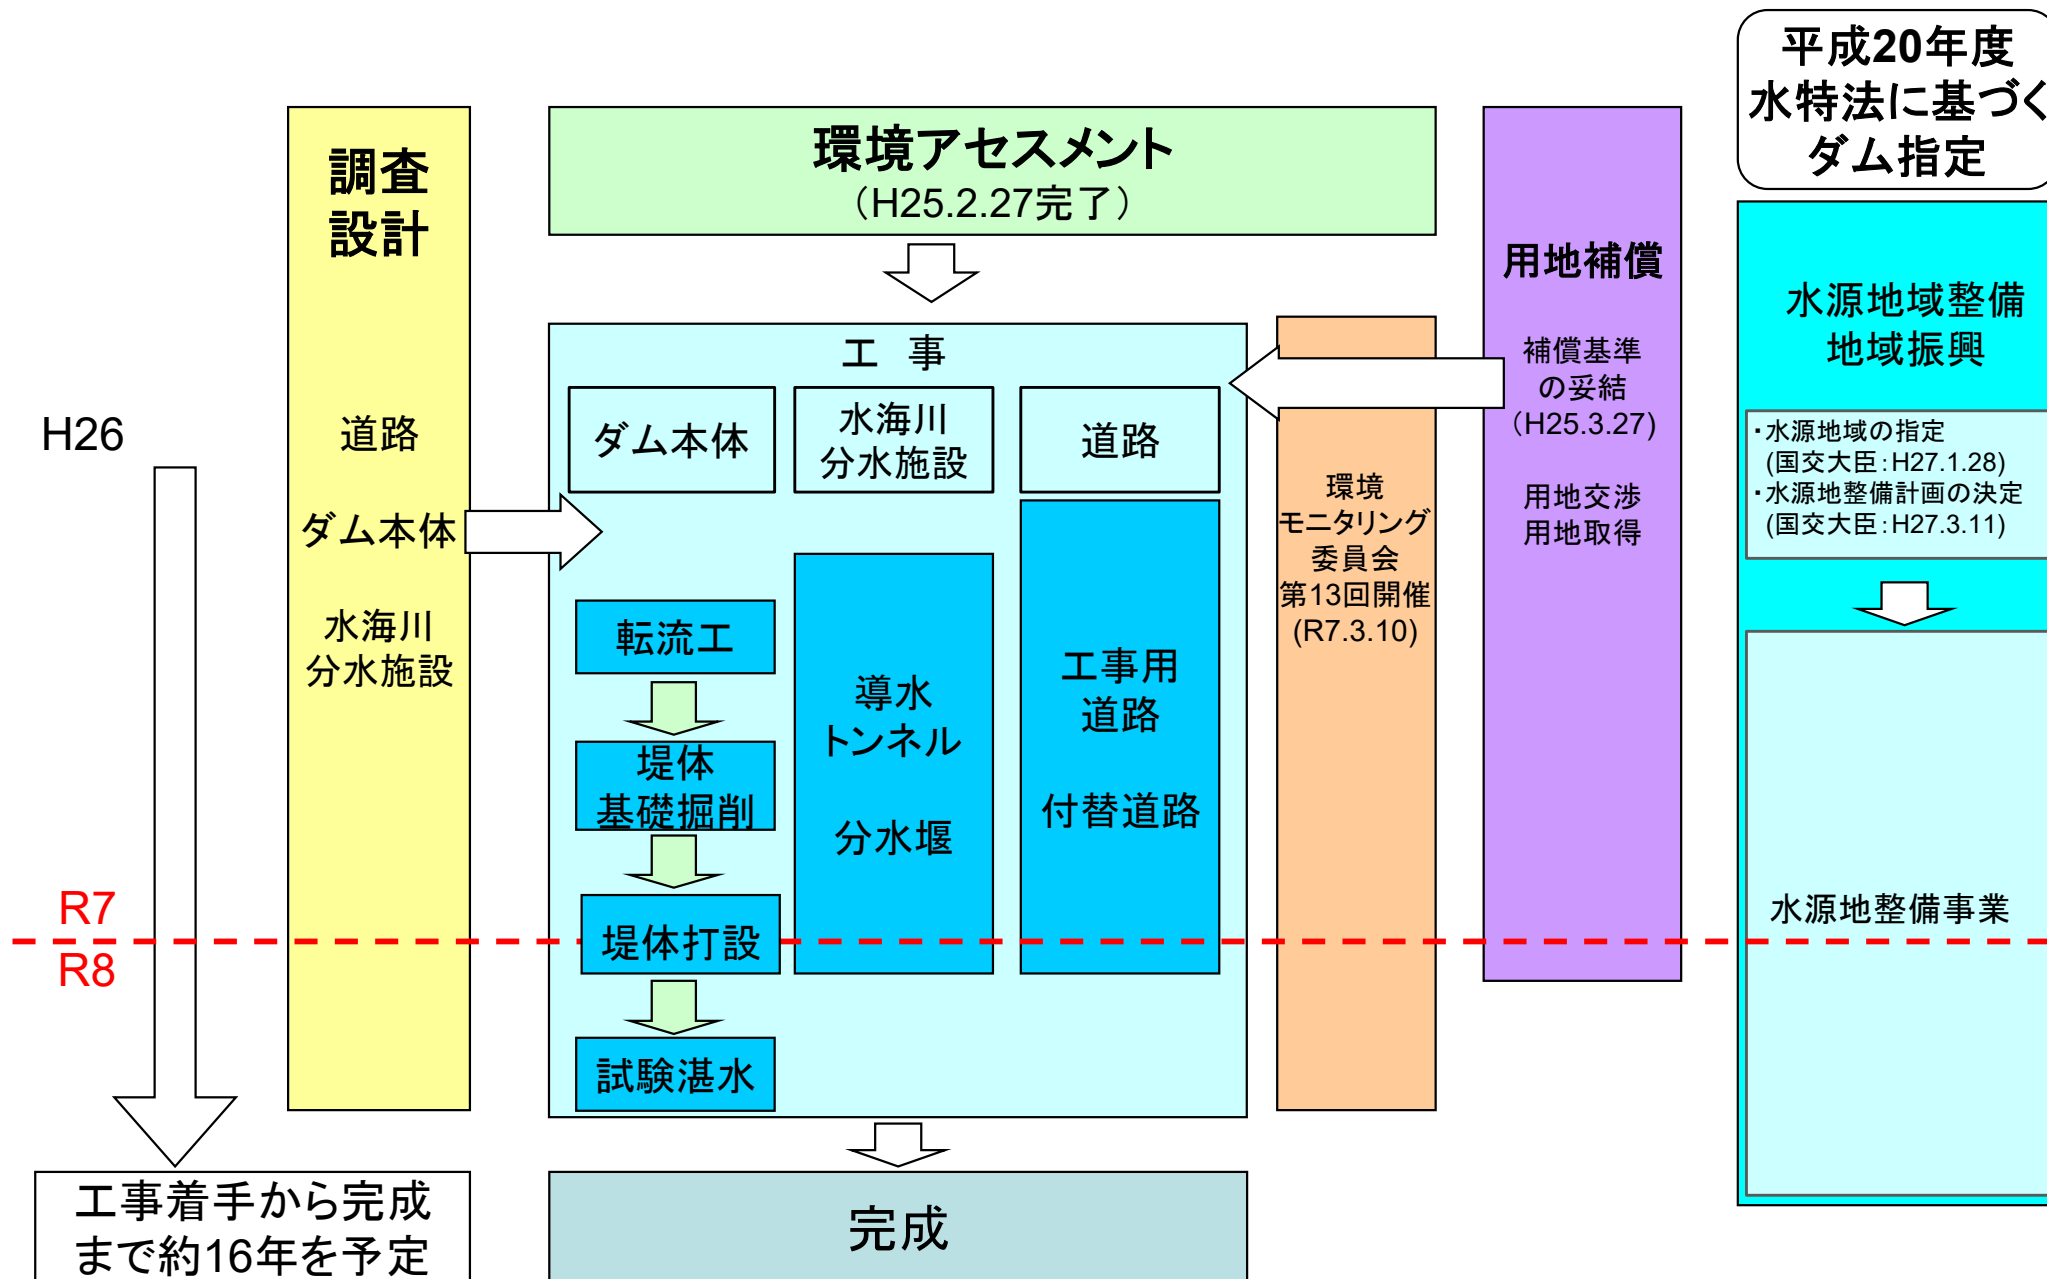 平成20年度
水特法に基づく
ダム指定
調査
設計
道路
ダム本体
水海川
分水施設
環境アセスメント
（H25.2.27完了）
工　事
ダム本体
水海川
分水施設
道路
転流工
堤体
基礎掘削
堤体打設
試験湛水
導水
トンネル
分水堰
工事用
道路
付替道路
環境
モニタリング
委員会
第13回開催
(R7.3.10)
用地補償
補償基準
の妥結
（H25.3.27)
用地交渉
用地取得
水源地域整備
地域振興
・水源地域の指定
(国交大臣：H27.1.28)
・水源地整備計画の決定
(国交大臣：H27.3.11)
水源地整備事業
H26
R7
R8
工事着手から完成
まで約16年を予定
完成